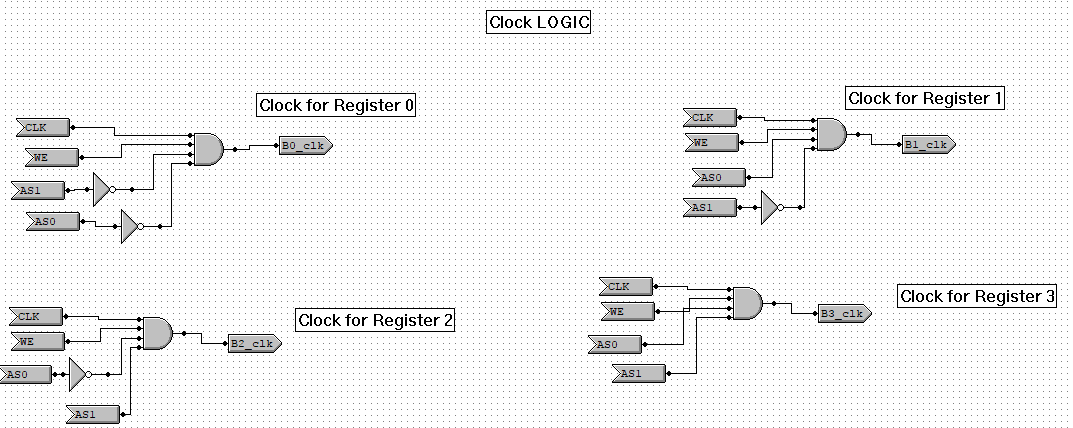 Clock LOGIC
Clock for Register 0
CLK
WE
AS1
AS0
B0_clk
Clock for Register 1
CLK
WE
AS0
AS1
B1_clk
Clock for Register 2
CLK
WE
AS0
AS1
B2_clk
Clock for Register 3
CLK
WE
AS0
AS1
B3_clk